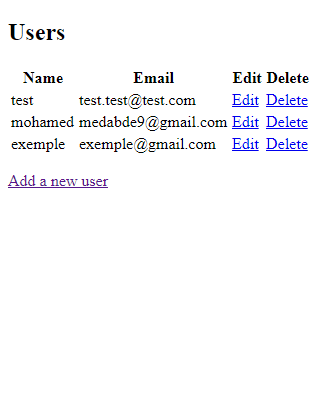 Users
Name Email Edit Delete
test test.test@test.com Edit Delete
mohamed medabde9@gmail.com Edit Delete
exemple exemple@gmail.com Edit Delete
Add a new user